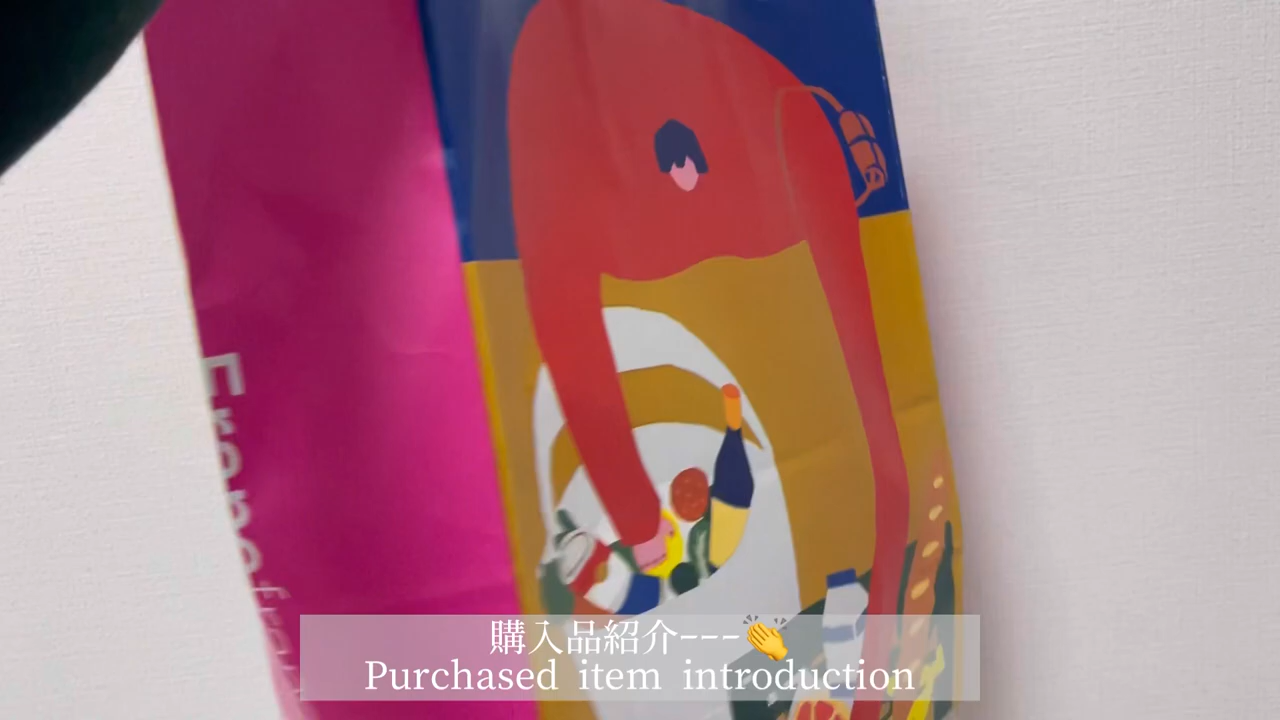 購入品紹介---👏
Purchased item introduction